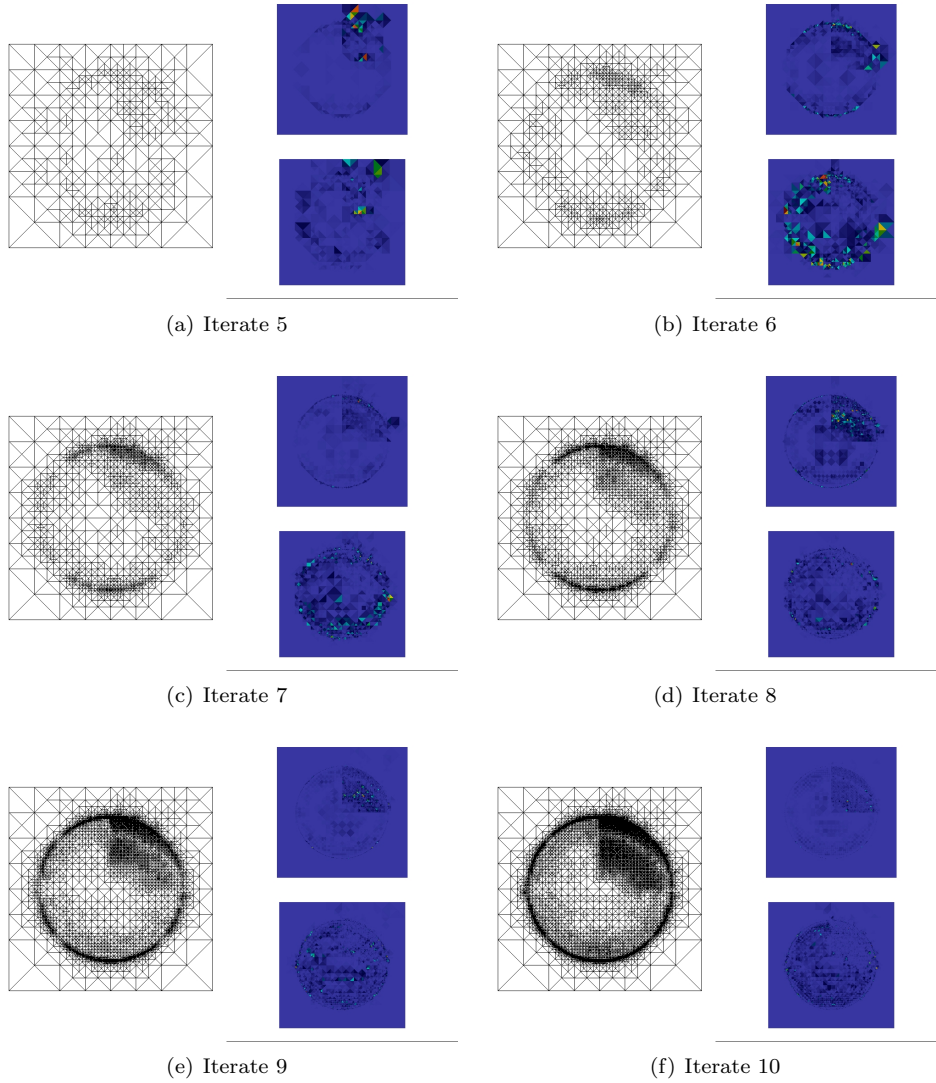 (a) Iterate 5
(b) Iterate 6
(c) Iterate 7
(d) Iterate 8
(e) Iterate 9
(f) Iterate 10